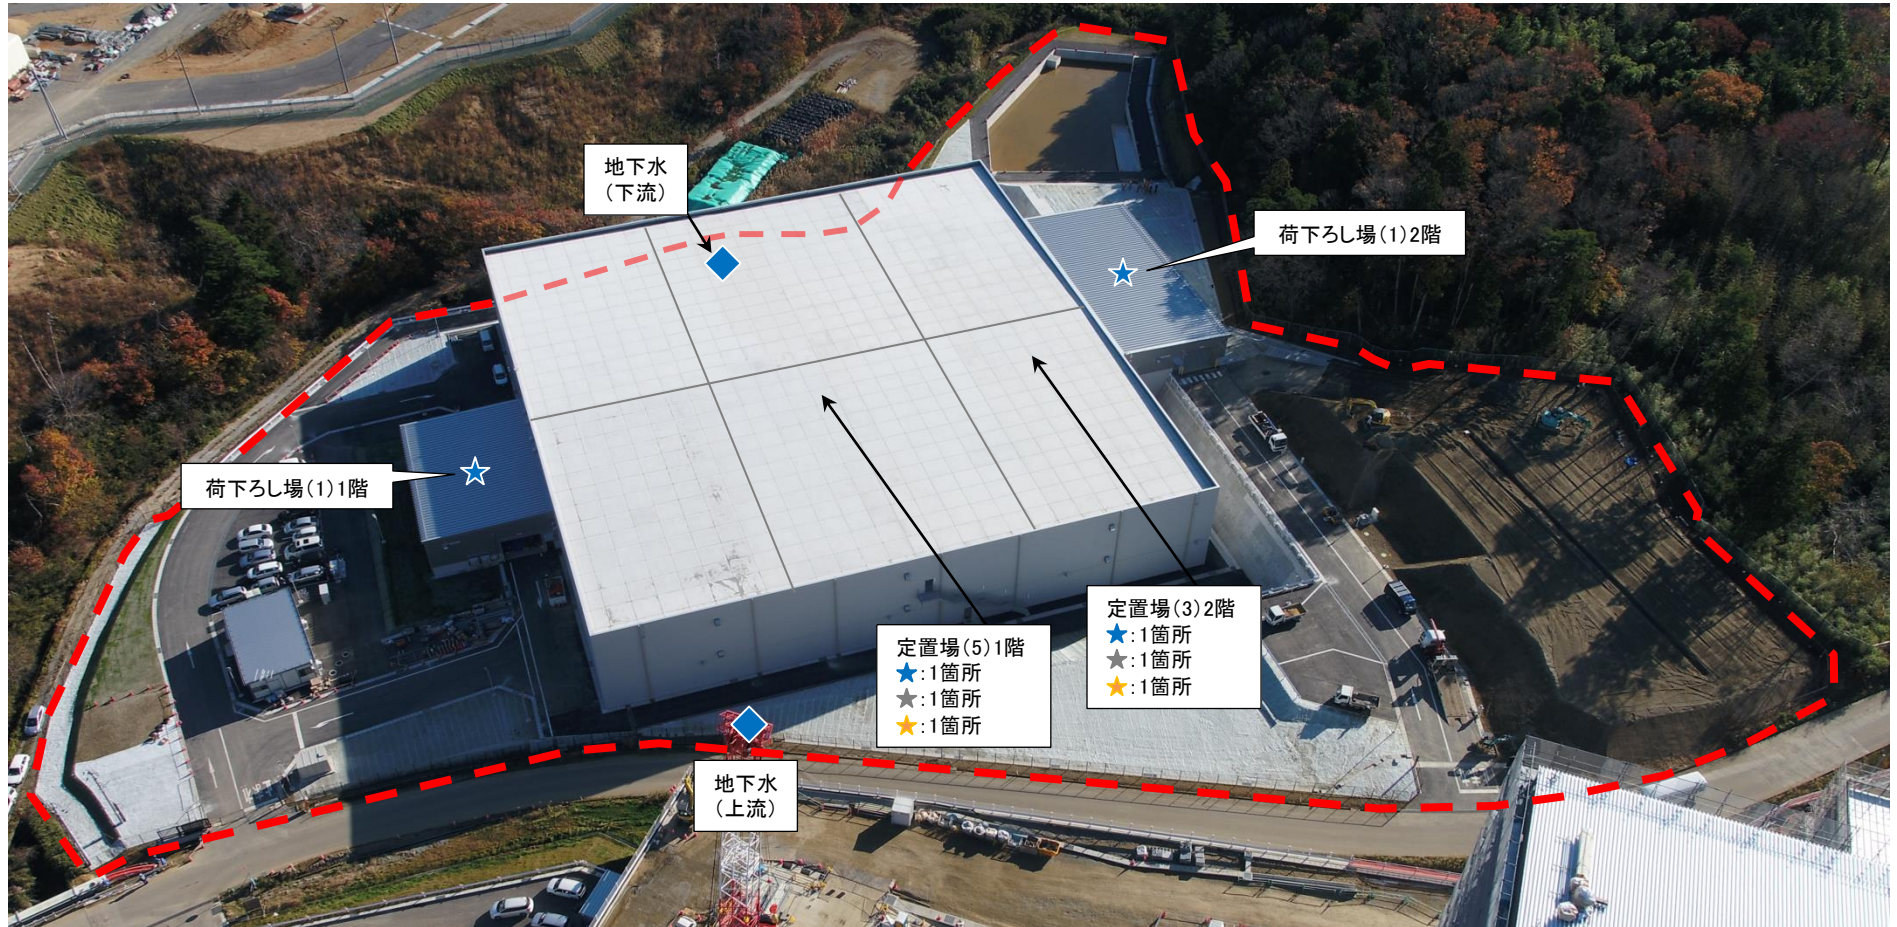 地下水
（下流）
荷下ろし場（1）2階
荷下ろし場（1）1階
定置場（3）2階
★：1箇所
★：1箇所
★：1箇所
定置場（5）1階
★：1箇所
★：1箇所
★：1箇所
地下水
（上流）